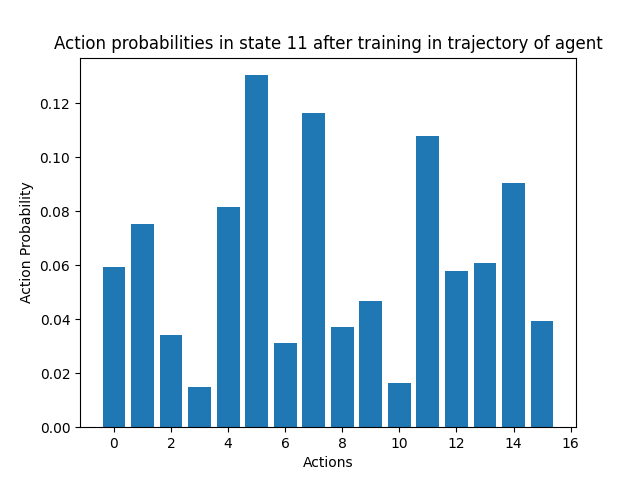 Action probabilities in state 11 after training in trajectory of agent
0.12
0.10
0.08
0.06
0.04
0.02
0.00
Action Probability
0 2 4 6 8 10 12 14 16
Actions